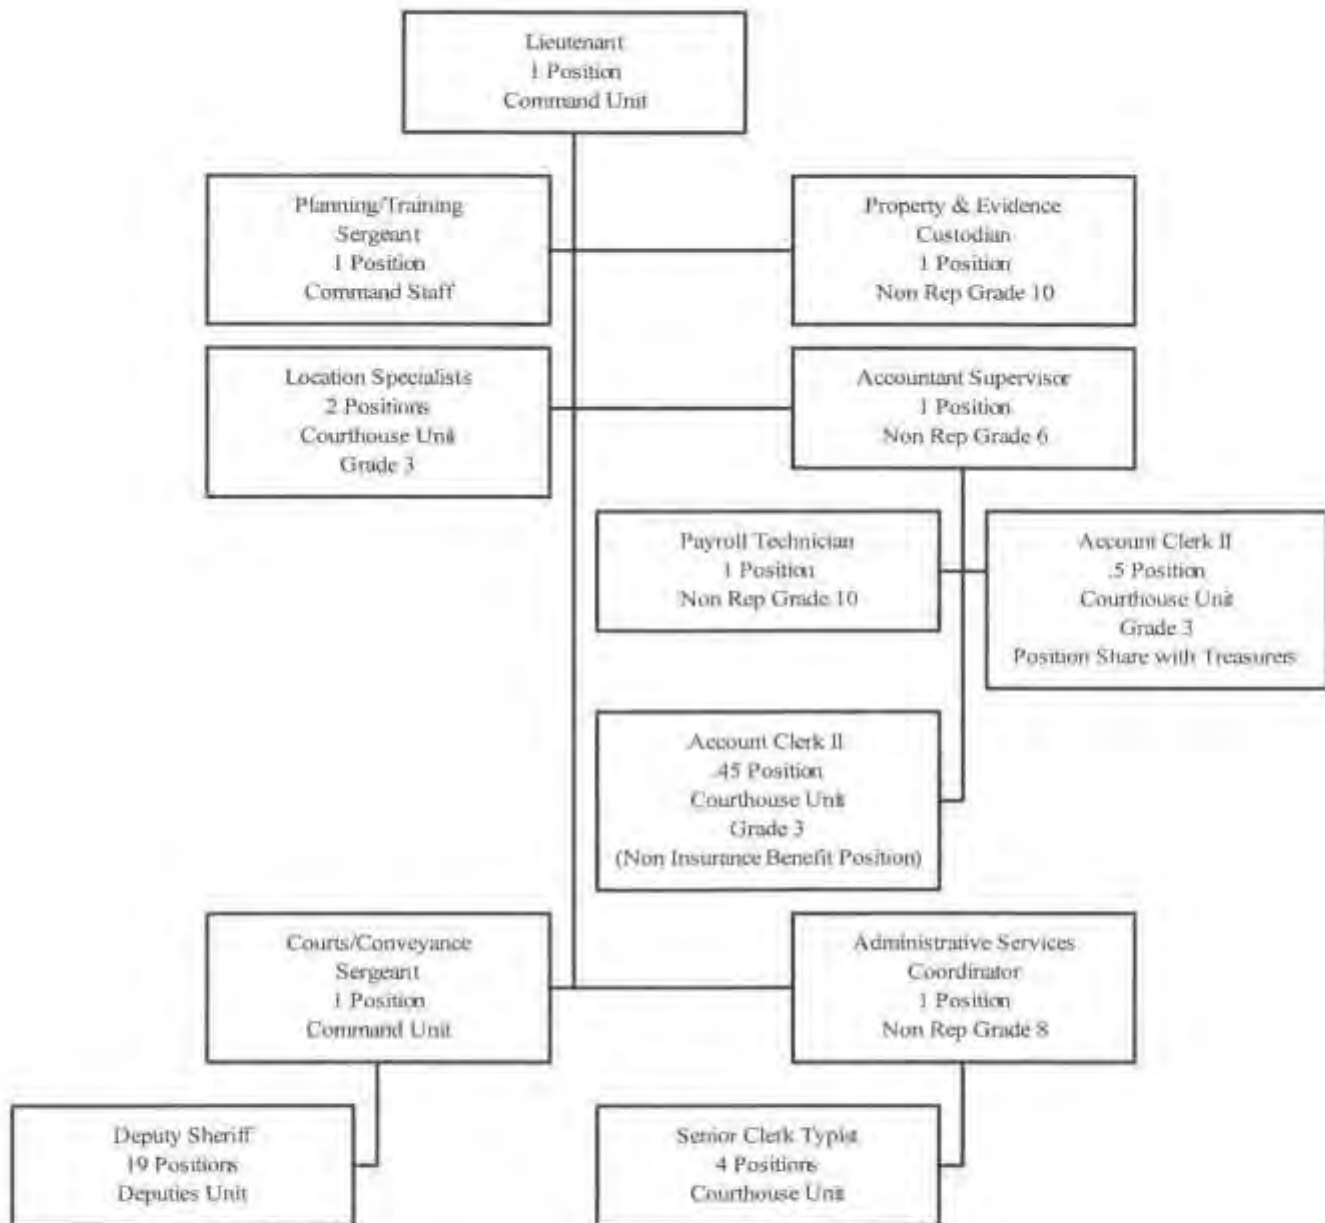 Lieutenant
1 Position
Command Unit
Planning/Training
Sergeant
1 Position
Command Staff
Property & Evidence
Custodian
1 Position
Non Rep Grade 10
Location Specialists
2 Positions
Courthouse Unit
Grade 3
Accountant Supervisor
1 Position
Non Rep Grade 6
Payroll Technician
1 Position
Non Rep Grade 10
Account Clerk II
.5 Position
Courthouse Unit
Grade 3
Position Share with Treasurers
Account Clerk II
.45 Position
Courthouse Unit
Grade 3
(Non Insurance Benefit Position)
Courts/Conveyance
Sergeant
1 Position
Command Unit
Administrative Services
Coordinator
1 Position
Non Rep Grade 8
Deputy Sheriff
19 Positions
Deputies Unit
Senior Clerk Typist
4 Positions
Courthouse Unit